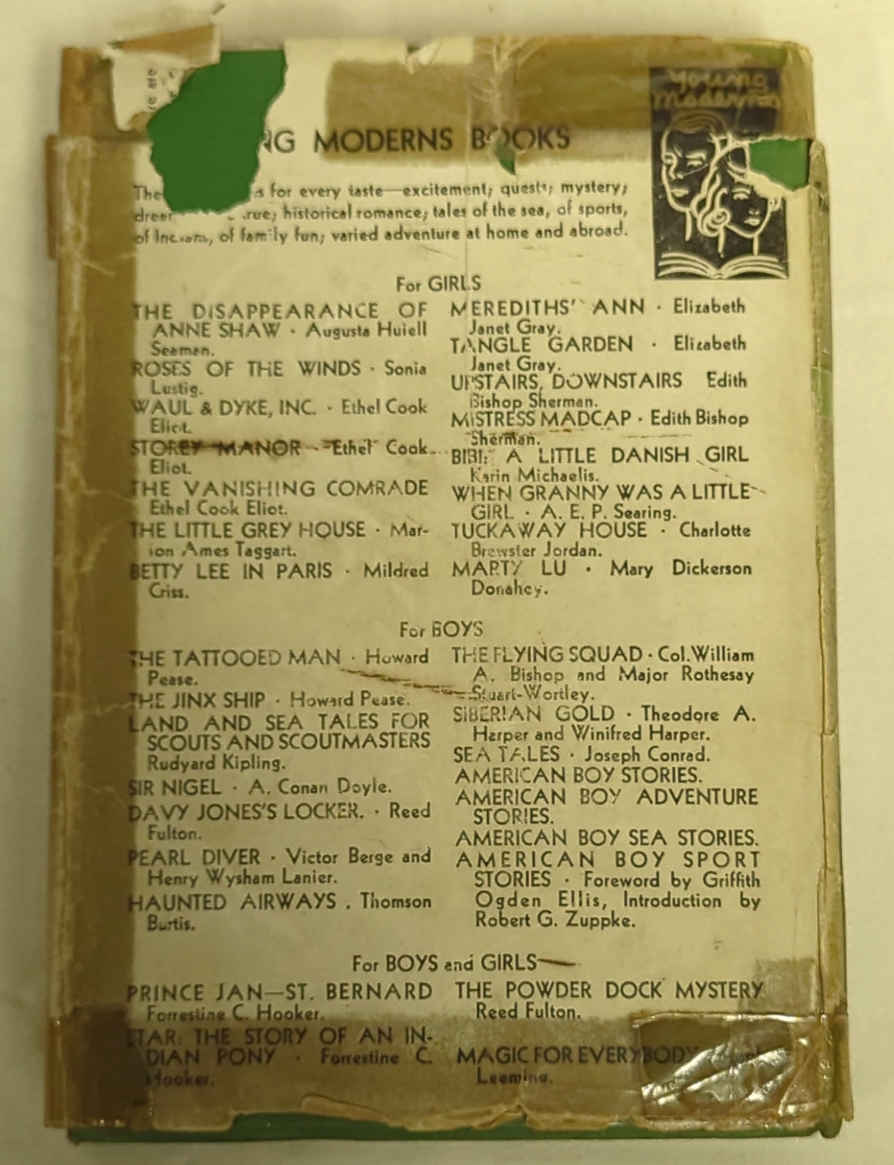 Young
Moderns
MODERNS BOOKS
for every taste—excitement; quests; mystery;
true; historical romance; tales of the sea, of sports,
of Indians, of family fun; varied adventure at home and abroad.
For GIRLS
THE DISAPPEARANCE OF
ANNE SHAW · Augusta Huiell
Seaman.
ROSES OF THE WINDS · Sonia
Lustig.
WAUL & DYKE, INC. · Ethel Cook
Eliot.
STOREY MANOR · Ethel Cook
Eliot.
THE VANISHING COMRADE
Ethel Cook Eliot.
THE LITTLE GREY HOUSE · Mar-
ion Ames Taggart.
BETTY LEE IN PARIS · Mildred
Criss.
MEREDITHS' ANN · Elizabeth
Janet Gray.
TANGLE GARDEN · Elizabeth
Janet Gray.
UPSTAIRS, DOWNSTAIRS Edith
Bishop Sherman.
MISTRESS MADCAP · Edith Bishop
Sherman.
BIBI: A LITTLE DANISH GIRL
Karin Michaelis.
WHEN GRANNY WAS A LITTLE
GIRL · A. E. P. Searing.
TUCKAWAY HOUSE · Charlotte
Brewster Jordan.
MARTY LU · Mary Dickerson
Donahey.
For BOYS
THE TATTOOED MAN · Howard
Pease.
THE JINX SHIP · Howard Pease.
LAND AND SEA TALES FOR
SCOUTS AND SCOUTMASTERS
Rudyard Kipling.
SIR NIGEL · A. Conan Doyle.
DAVY JONES'S LOCKER. · Reed
Fulton.
PEARL DIVER · Victor Berge and
Henry Wysham Lanier.
HAUNTED AIRWAYS . Thomson
Burtis.
THE FLYING SQUAD · Col. William
A. Bishop and Major Rothesay
Stuart-Wortley.
SIBERIAN GOLD · Theodore A.
Harper and Winifred Harper.
SEA TALES · Joseph Conrad.
AMERICAN BOY STORIES.
AMERICAN BOY ADVENTURE
STORIES.
AMERICAN BOY SEA STORIES.
AMERICAN BOY SPORT
STORIES · Foreword by Griffith
Ogden Ellis, Introduction by
Robert G. Zuppke.
For BOYS and GIRLS
PRINCE JAN—ST. BERNARD
Forrestine C. Hooker.
STAR: THE STORY OF AN IN-
DIAN PONY · Forrestine C.
Hooker.
THE POWDER DOCK MYSTERY
Reed Fulton.
MAGIC FOR EVERYBODY
Leeming.